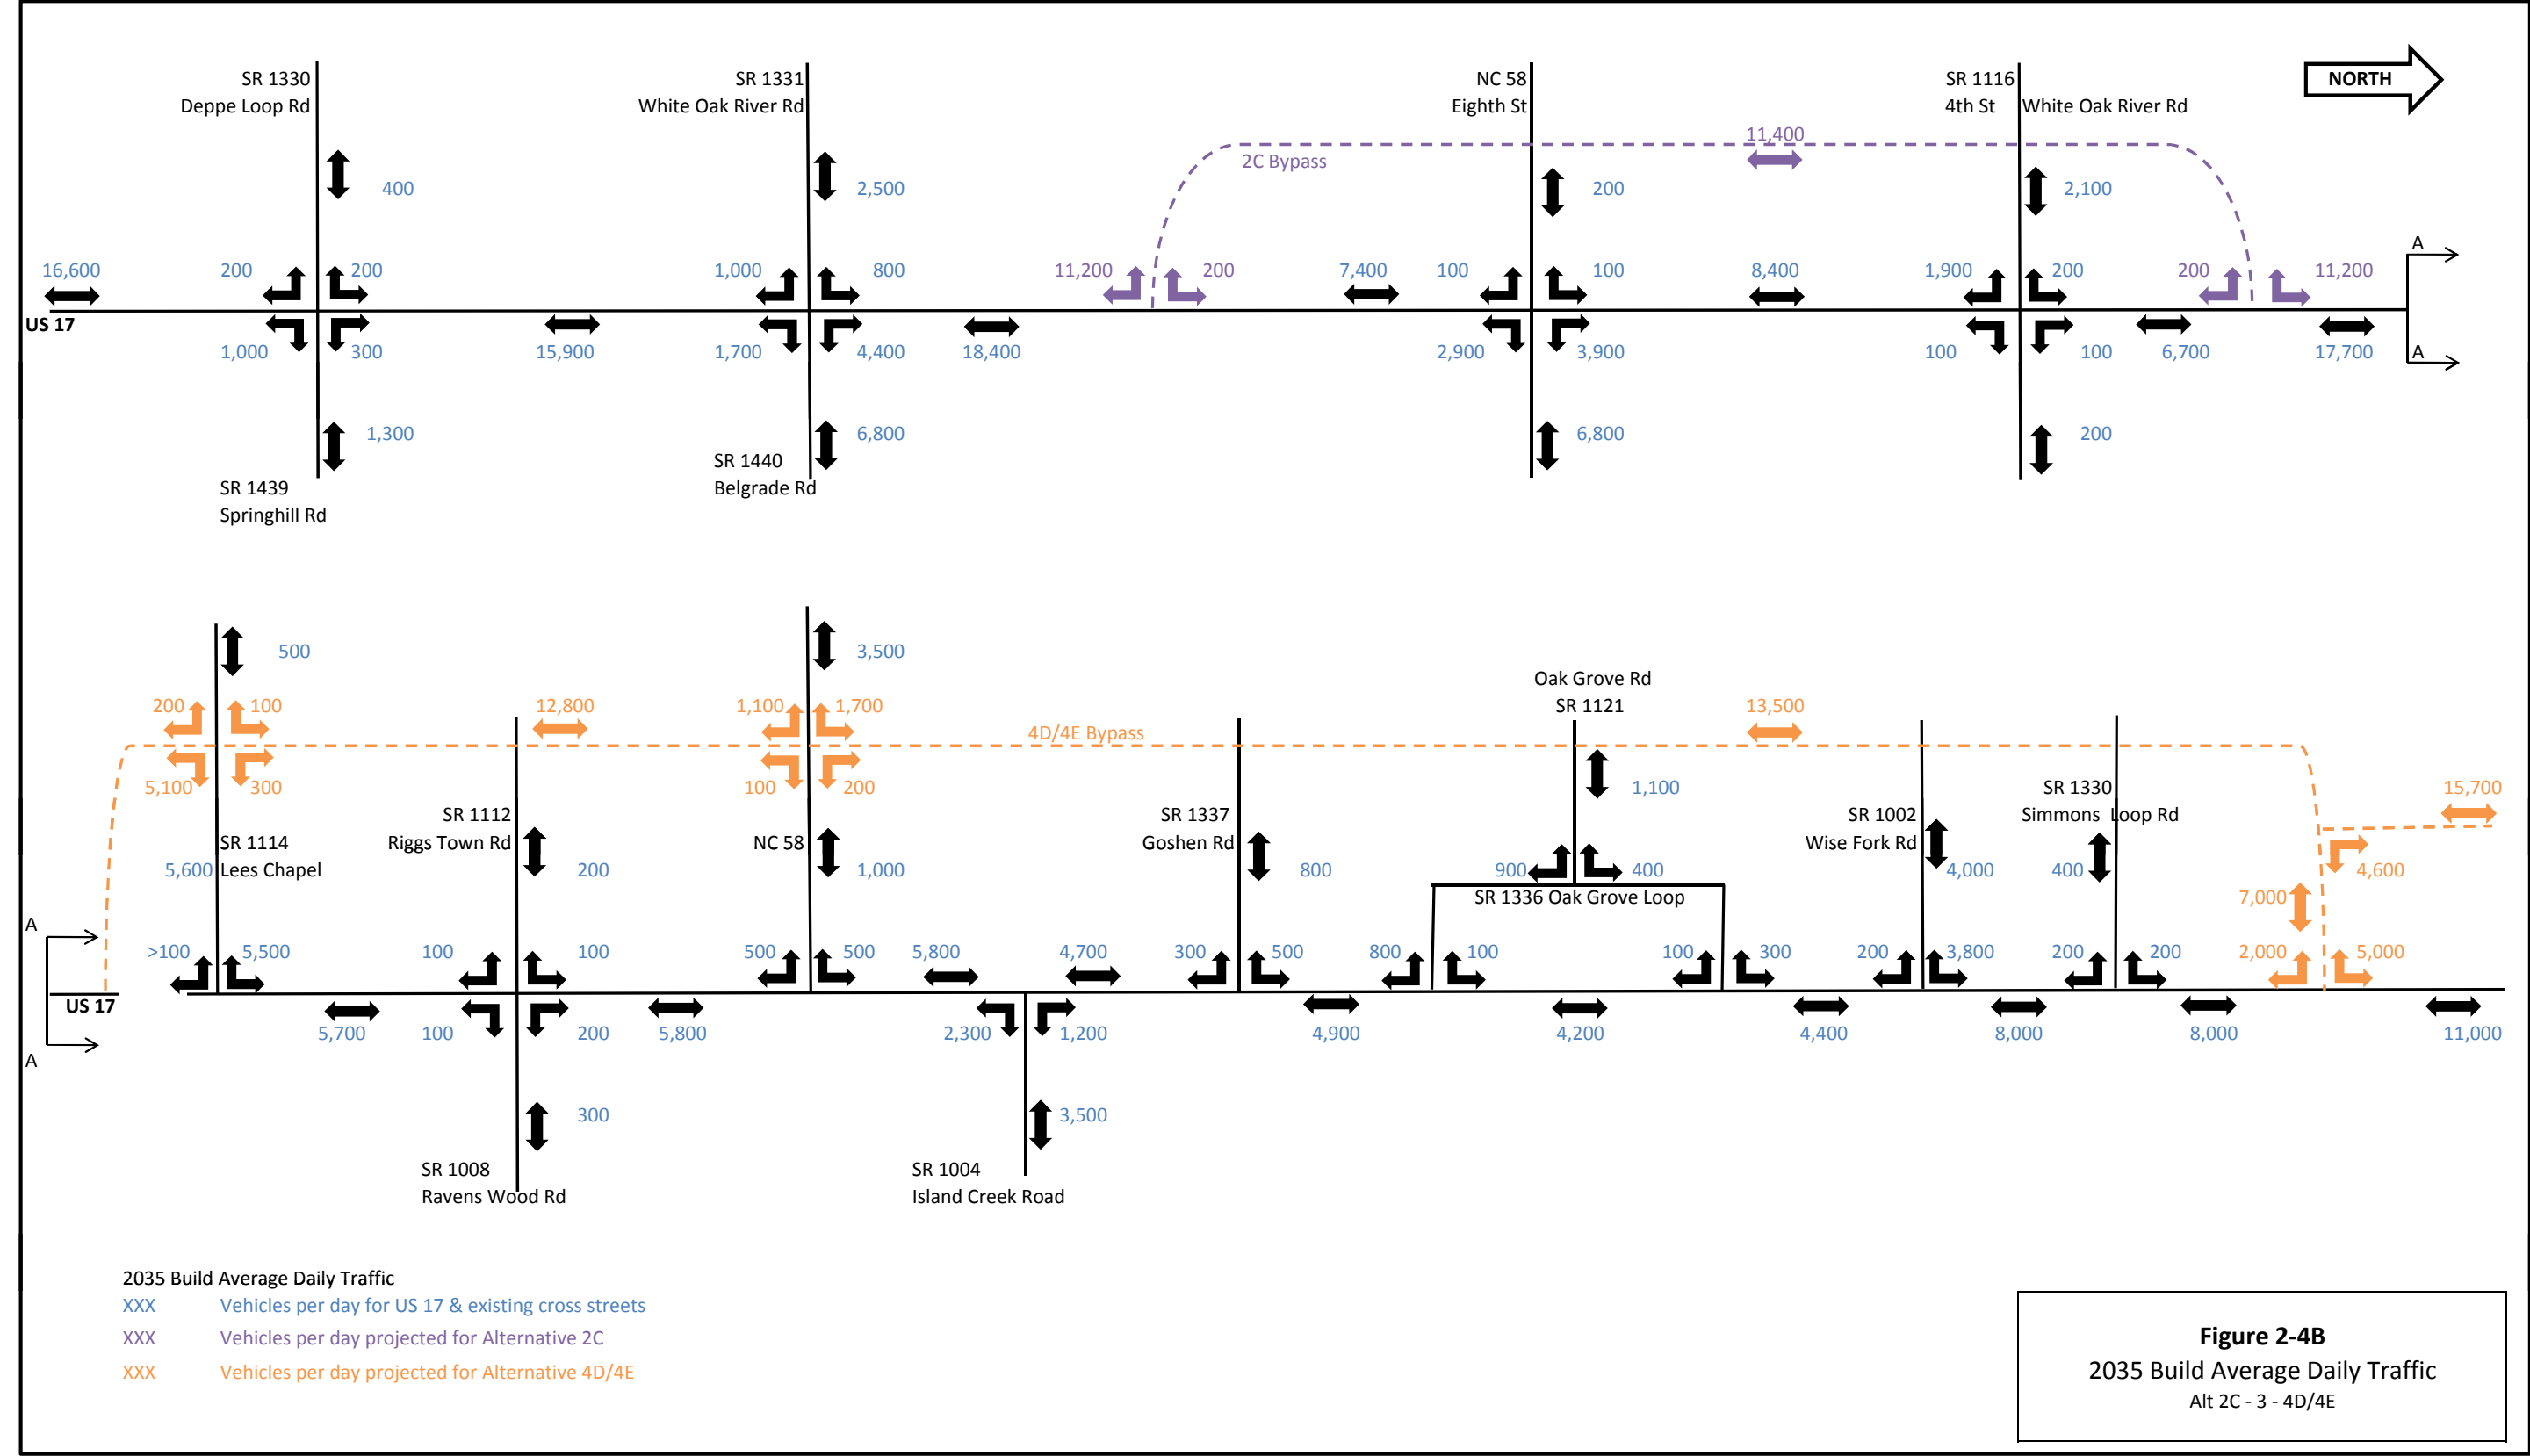 SR 1330
Deppe Loop Rd
SR 1331
White Oak River Rd
NC 58
Eighth St
SR 1116
4th St
White Oak River Rd
NORTH
11,400
2C Bypass
400
2,500
200
2,100
A
16,600
200
200
1,000
800
11,200
200
7,400
100
100
8,400
1,900
200
200
11,200
US 17
1,000
300
15,900
1,700
4,400
18,400
2,900
3,900
100
100
6,700
17,700
A
1,300
6,800
6,800
200
SR 1439
Springhill Rd
SR 1440
Belgrade Rd
500
3,500
Oak Grove Rd
SR 1121
200
100
12,800
1,100
1,700
13,500
4D/4E Bypass
5,100
300
100
200
1,100
15,700
SR 1114
Lees Chapel
5,600
SR 1112
Riggs Town Rd
200
NC 58
1,000
SR 1337
Goshen Rd
800
900
400
SR 1336 Oak Grove Loop
SR 1002
Wise Fork Rd
4,000
SR 1330
Simmons Loop Rd
400
4,600
7,000
A
>100
5,500
100
100
500
500
5,800
4,700
300
500
800
100
100
300
200
3,800
200
200
2,000
5,000
US 17
5,700
100
200
5,800
2,300
1,200
4,900
4,200
4,400
8,000
8,000
11,000
A
300
3,500
SR 1008
Ravens Wood Rd
SR 1004
Island Creek Road
2035 Build Average Daily Traffic
XXX Vehicles per day for US 17 & existing cross streets
XXX Vehicles per day projected for Alternative 2C
XXX Vehicles per day projected for Alternative 4D/4E
Figure 2-4B
2035 Build Average Daily Traffic
Alt 2C - 3 - 4D/4E